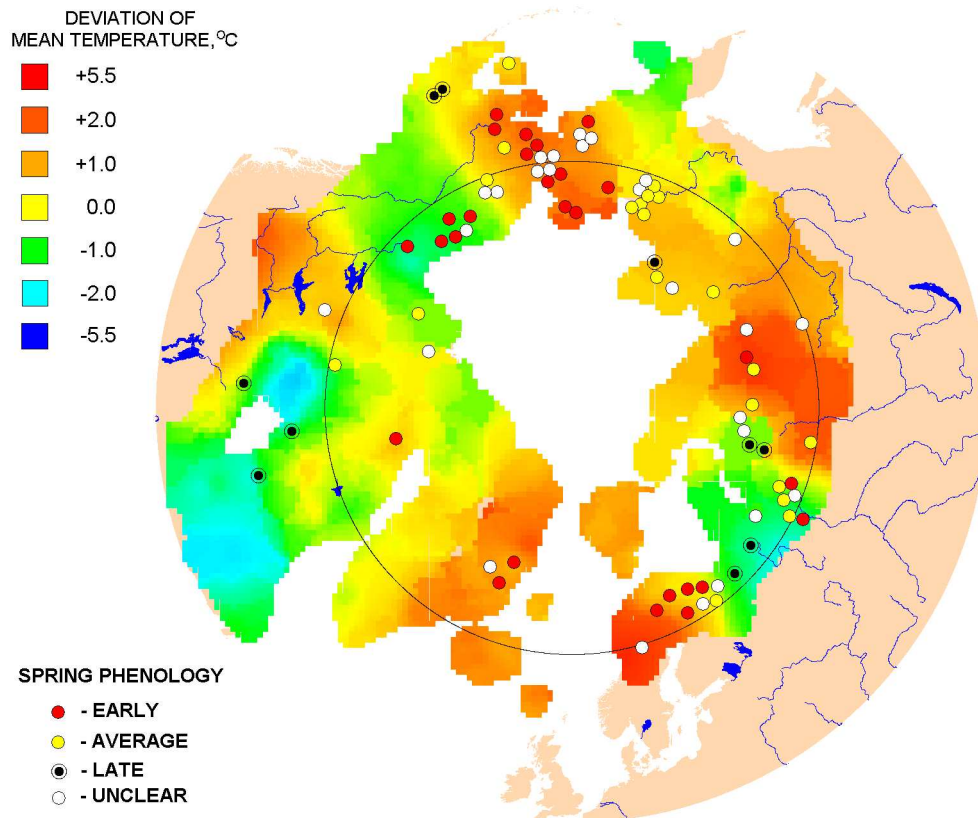 DEVIATION OF
MEAN TEMPERATURE, °C
+5.5
+2.0
+1.0
0.0
-1.0
-2.0
-5.5
SPRING PHENOLOGY
- EARLY
- AVERAGE
- LATE
- UNCLEAR